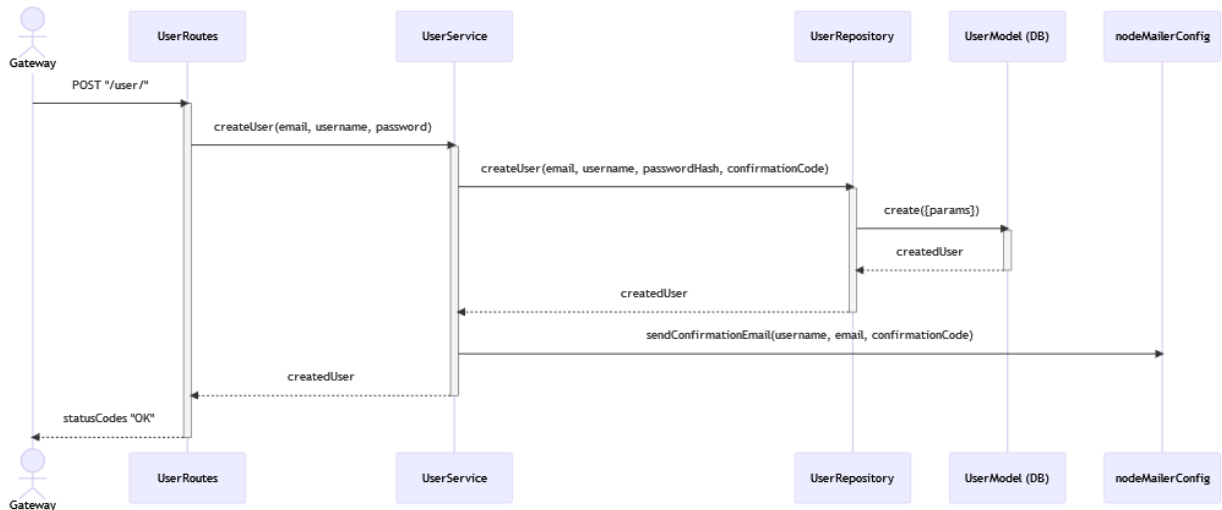 UserRoutes
UserService
UserRepository
UserModel (DB)
nodeMailerConfig
Gateway
POST "/user/"
createUser(email, username, password)
createUser(email, username, passwordHash, confirmationCode)
create({params})
createdUser
createdUser
sendConfirmationEmail(username, email, confirmationCode)
createdUser
statusCodes "OK"
UserRoutes
UserService
UserRepository
UserModel (DB)
nodeMailerConfig
Gateway